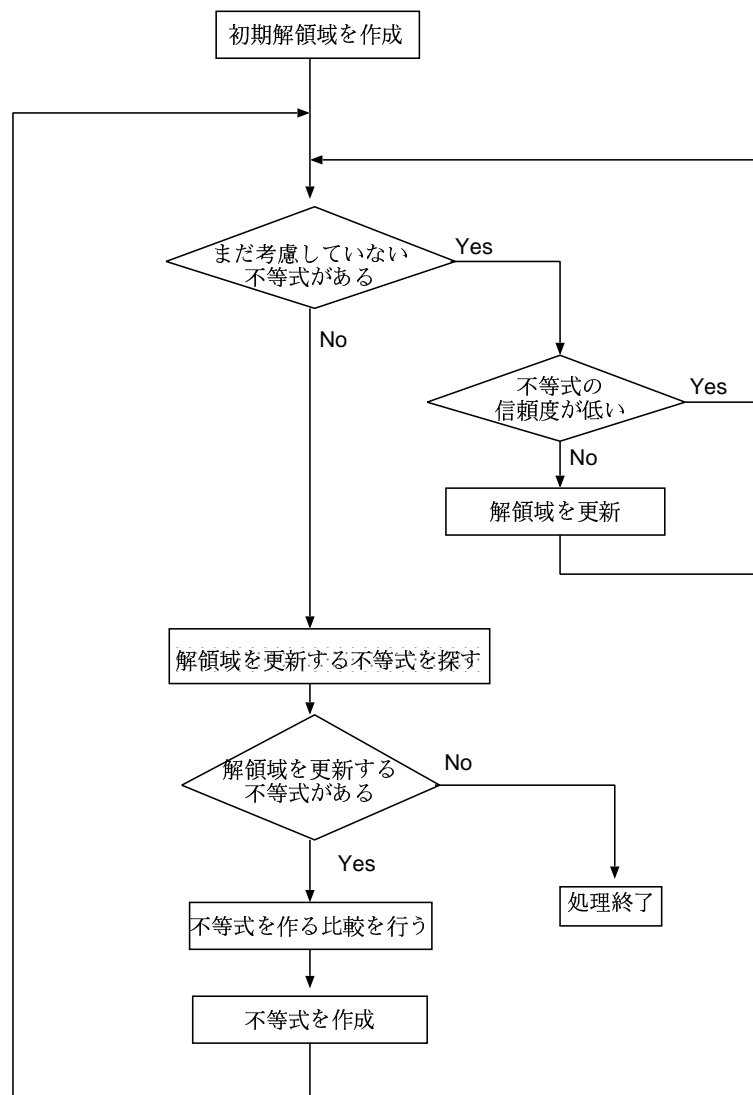 初期解領域を作成
まだ考慮していない
不等式がある
Yes
No
不等式の
信頼度が低い
Yes
No
解領域を更新
解領域を更新する不等式を探す
解領域を更新する
不等式がある
No
Yes
処理終了
不等式を作る比較を行う
不等式を作成